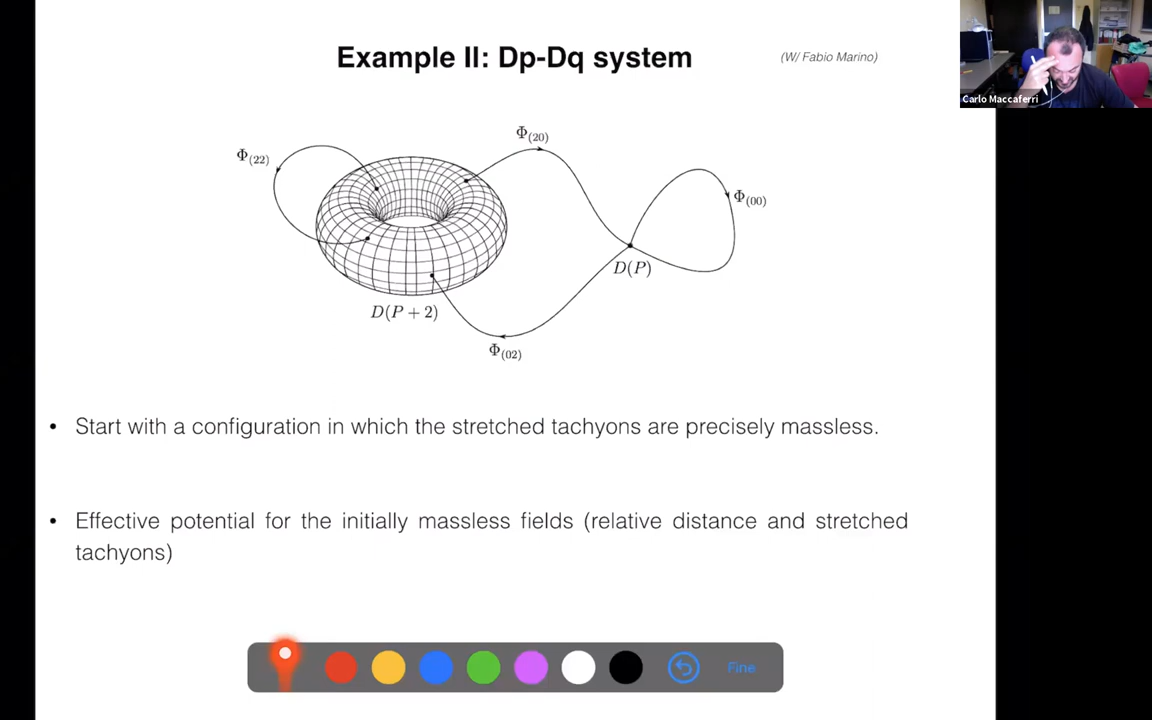 Example II: Dp-Dq system
(W/ Fabio Marino)
Carlo Maccaferri
Φ(20)
Φ(22)
Φ(00)
D(P)
D(P + 2)
Φ(02)
• Start with a configuration in which the stretched tachyons are precisely massless.
• Effective potential for the initially massless fields (relative distance and stretched
tachyons)
Fine